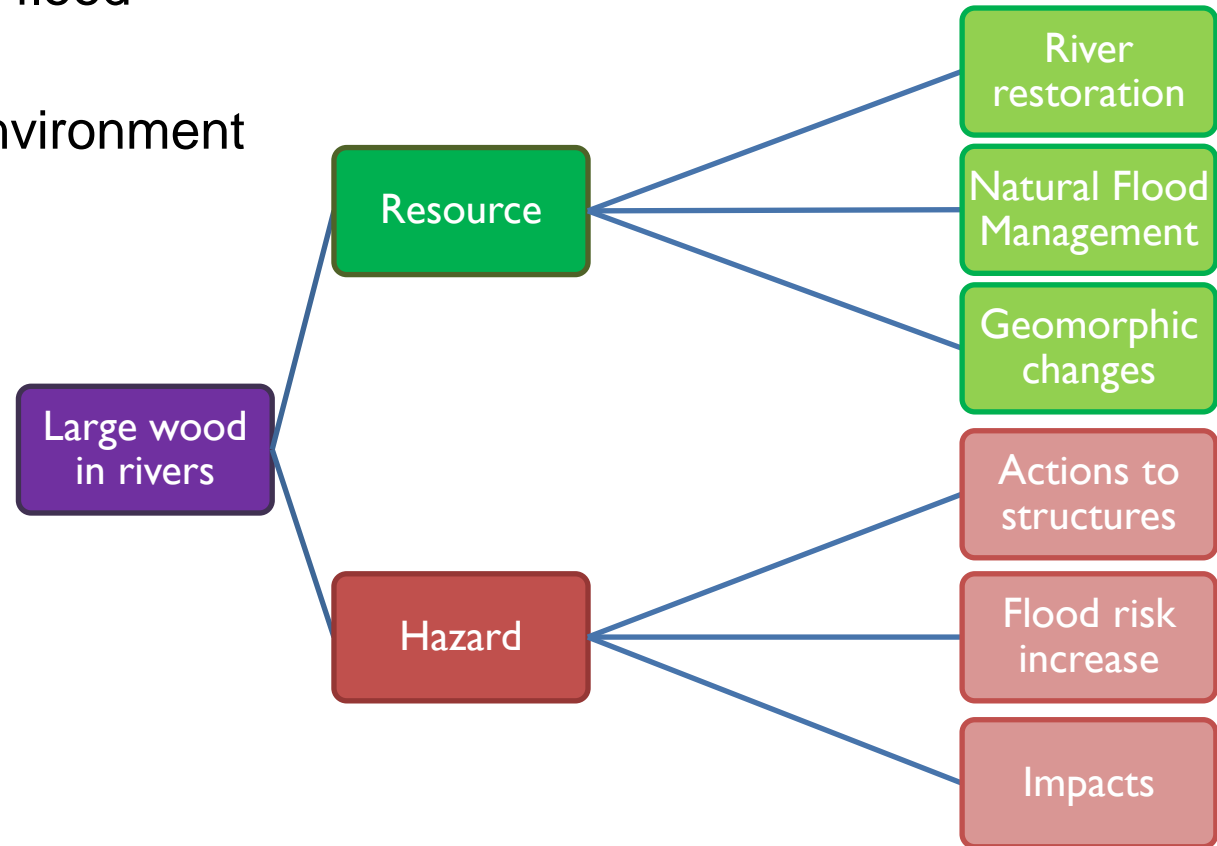 flood
nvironment
River
restoration
Natural Flood
Management
Resource
Geomorphic
changes
Large wood
in rivers
Actions to
structures
Hazard
Flood risk
increase
Impacts